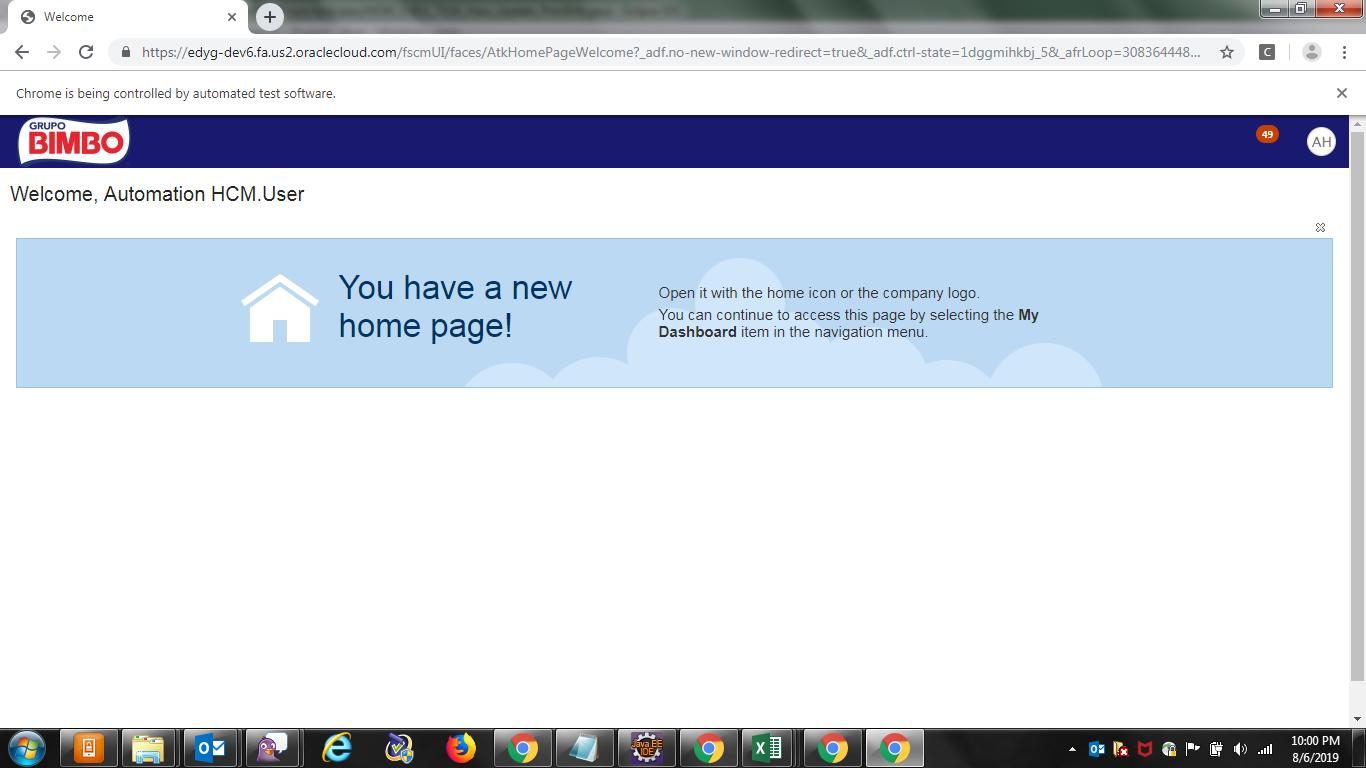 Welcome
https://edyg-dev6.fa.us2.oraclecloud.com/fscmUI/faces/AtkHomePageWelcome?_adf.no-new-window-redirect=true&_adf.ctrl-state=1dggmihkbj_5&_afrLoop=308364448...
C
Chrome is being controlled by automated test software.
GRUPO
BIMBO
49
AH
Welcome, Automation HCM.User
You have a new
home page!
Open it with the home icon or the company logo.
You can continue to access this page by selecting the My
Dashboard item in the navigation menu.
Java EE
IDE
10:00 PM
8/6/2019